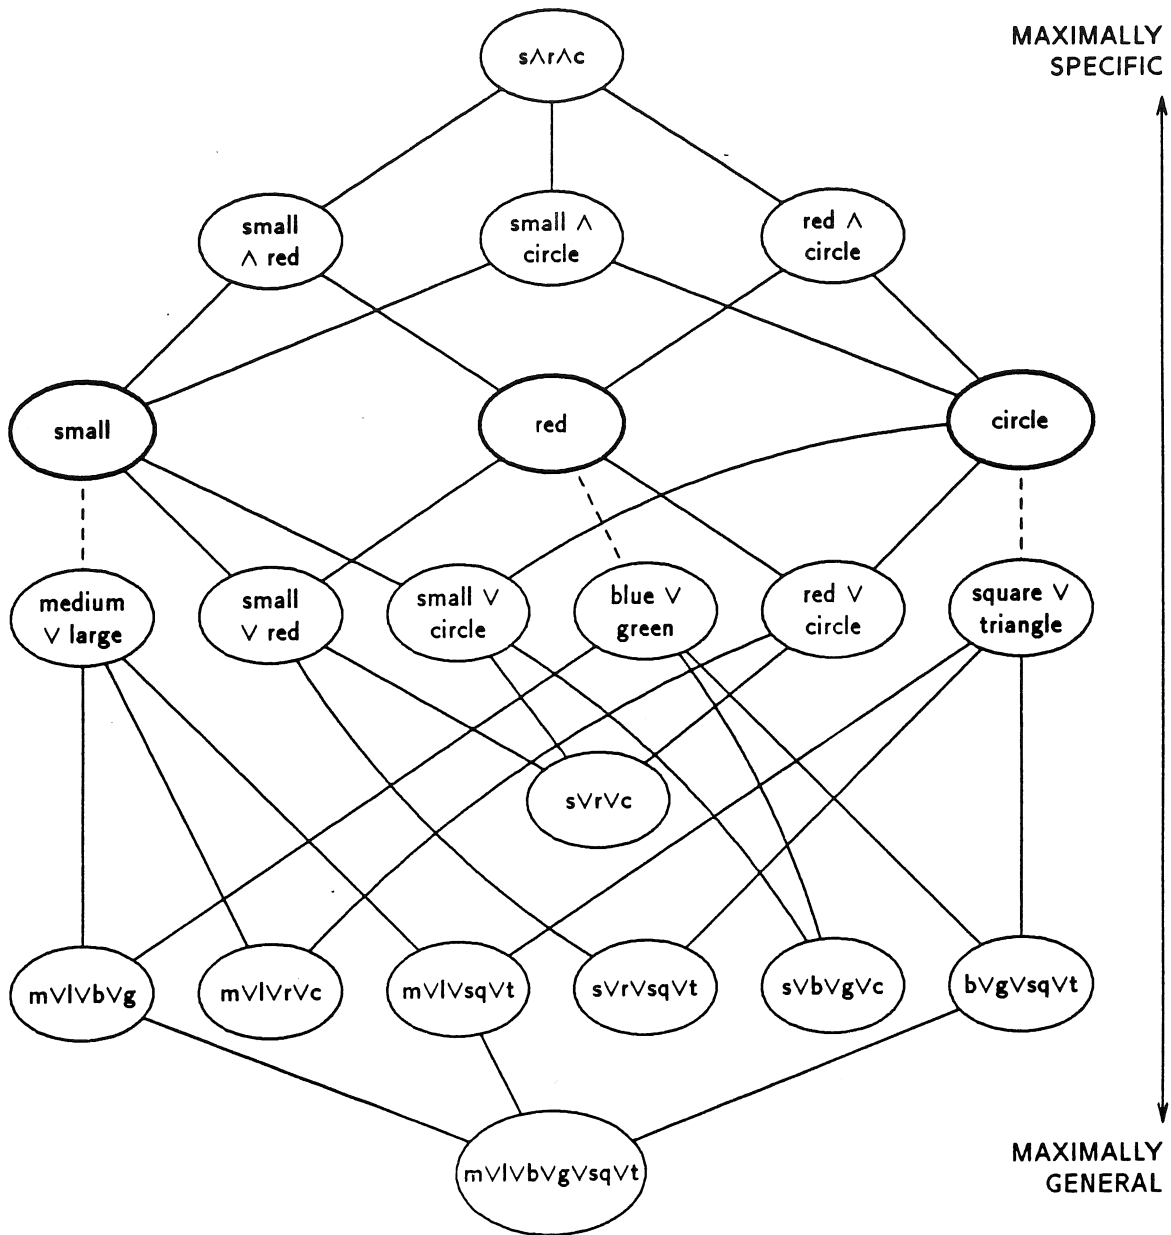 MAXIMALLY
SPECIFIC
s∧r∧c
small
∧ red
small ∧
circle
red ∧
circle
small
red
circle
medium
∨ large
small
∨ red
small ∨
circle
blue ∨
green
red ∨
circle
square ∨
triangle
s∨r∨c
m∨l∨b∨g
m∨l∨r∨c
m∨l∨sq∨t
s∨r∨sq∨t
s∨b∨g∨c
b∨g∨sq∨t
m∨l∨b∨g∨sq∨t
MAXIMALLY
GENERAL